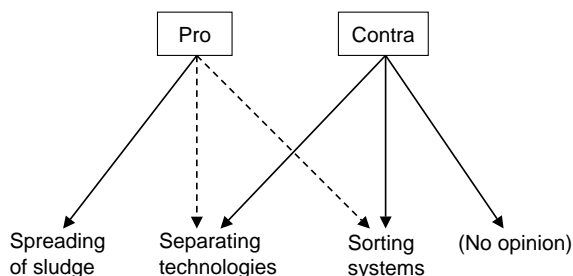 Pro
Contra
Spreading
of sludge
Separating
technologies
Sorting
systems
(No opinion)